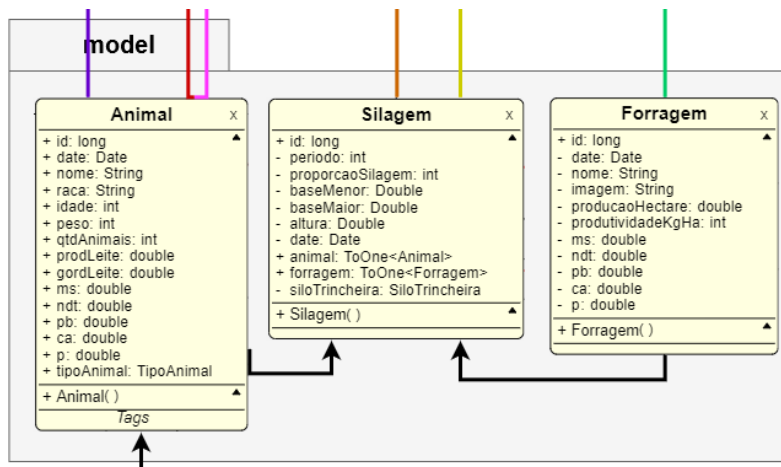 model
Animal x
+ id: long
+ date: Date
+ nome: String
+ raca: String
+ idade: int
+ peso: int
+ qtdAnimais: int
+ prodLeite: double
+ gordLeite: double
+ ms: double
+ ndt: double
+ pb: double
+ ca: double
+ p: double
+ tipoAnimal: TipoAnimal
+ Animal( )
Tags
Silagem x
+ id: long
- periodo: int
- proporcaoSilagem: int
- baseMenor: Double
- baseMaior: Double
- altura: Double
- date: Date
+ animal: ToOne<Animal>
+ forragem: ToOne<Forragem>
- siloTrincheira: SiloTrincheira
+ Silagem( )
Forragem x
+ id: long
- date: Date
- nome: String
- imagem: String
- producaoHectare: double
- produtividadeKgHa: int
- ms: double
- ndt: double
- pb: double
- ca: double
- p: double
+ Forragem( )